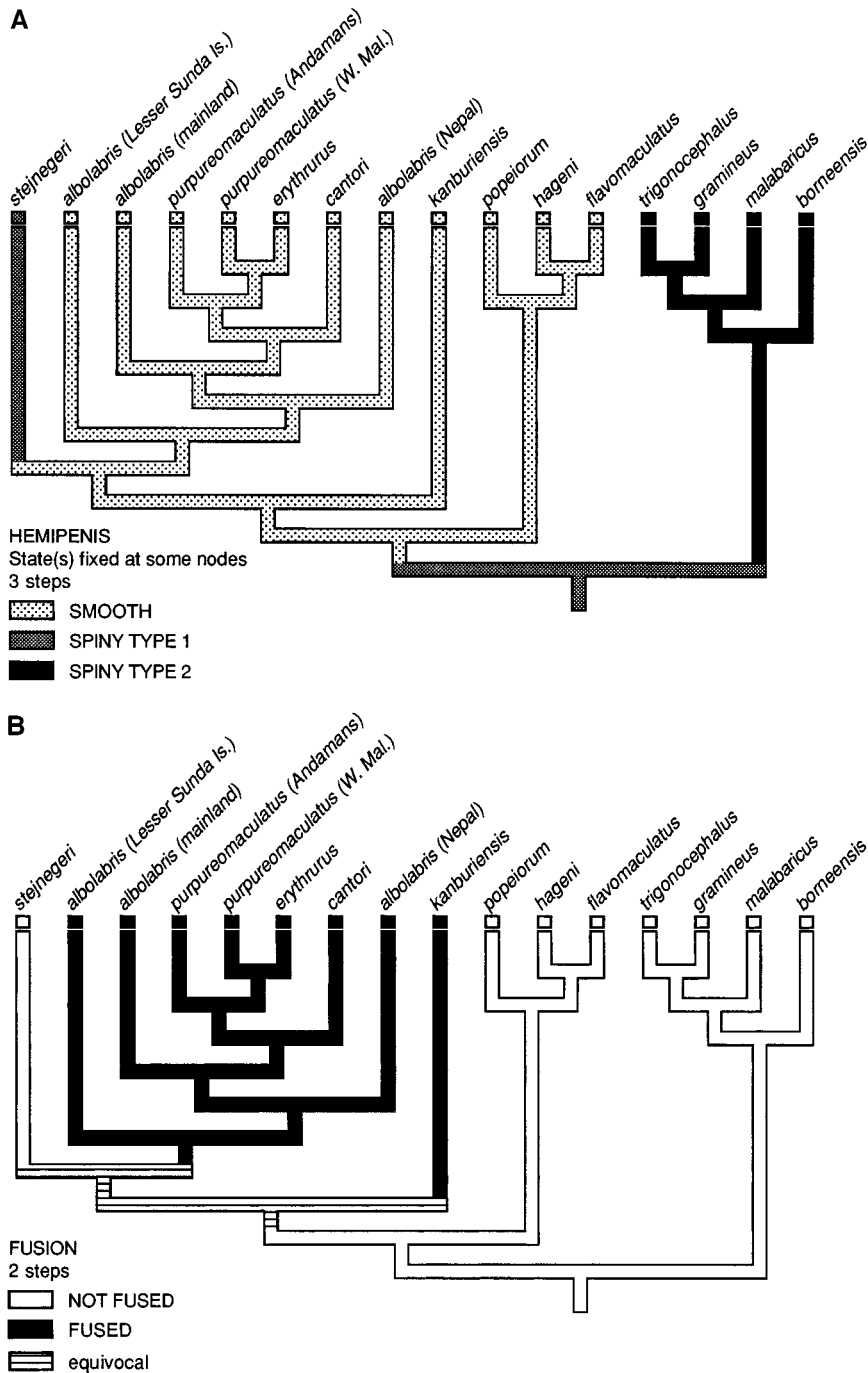 A
stejnegeri
albolabris (Lesser Sunda Is.)
albolabris (mainland)
purpureomaculatus (Andamans)
purpureomaculatus (W. Mal.)
erythrurus
cantori
albolabris (Nepal)
kanburiensis
popeiorum
hageni
flavomaculatus
trigonocephalus
gramineus
malabaricus
borneensis
HEMIPENIS
State(s) fixed at some nodes
3 steps
SMOOTH
SPINY TYPE 1
SPINY TYPE 2
B
stejnegeri
albolabris (Lesser Sunda Is.)
albolabris (mainland)
purpureomaculatus (Andamans)
purpureomaculatus (W. Mal.)
erythrurus
cantori
albolabris (Nepal)
kanburiensis
popeiorum
hageni
flavomaculatus
trigonocephalus
gramineus
malabaricus
borneensis
FUSION
2 steps
NOT FUSED
FUSED
equivocal